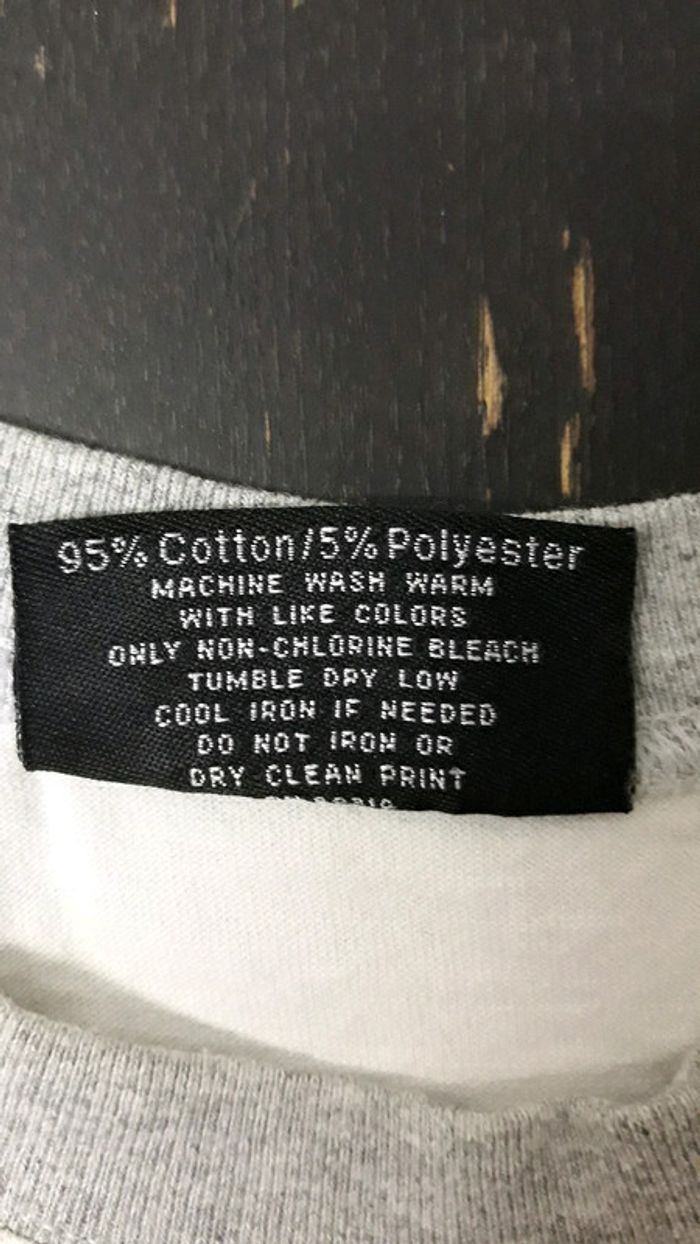 95% Cotton/5% Polyester
MACHINE WASH WARM
WITH LIKE COLORS
ONLY NON-CHLORINE BLEACH
TUMBLE DRY LOW
COOL IRON IF NEEDED
DO NOT IRON OR
DRY CLEAN PRINT